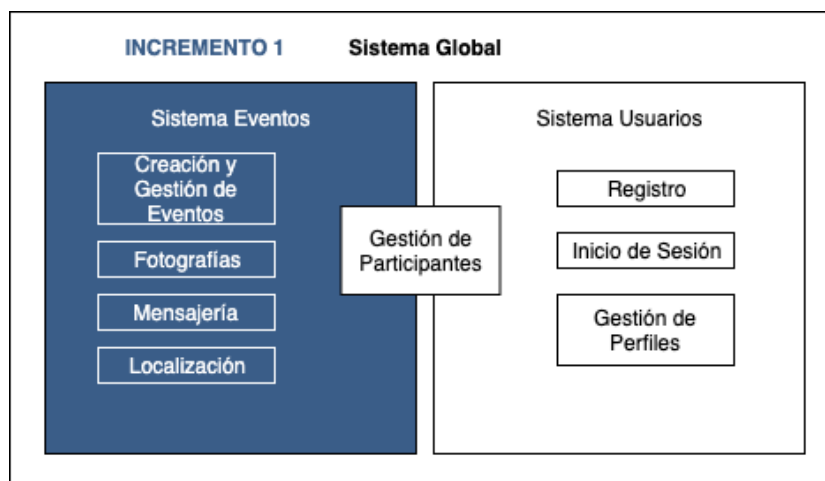 INCREMENTO 1 Sistema Global
Sistema Eventos
Creación y
Gestión de
Eventos
Fotografías
Mensajería
Localización
Gestión de
Participantes
Sistema Usuarios
Registro
Inicio de Sesión
Gestión de
Perfiles